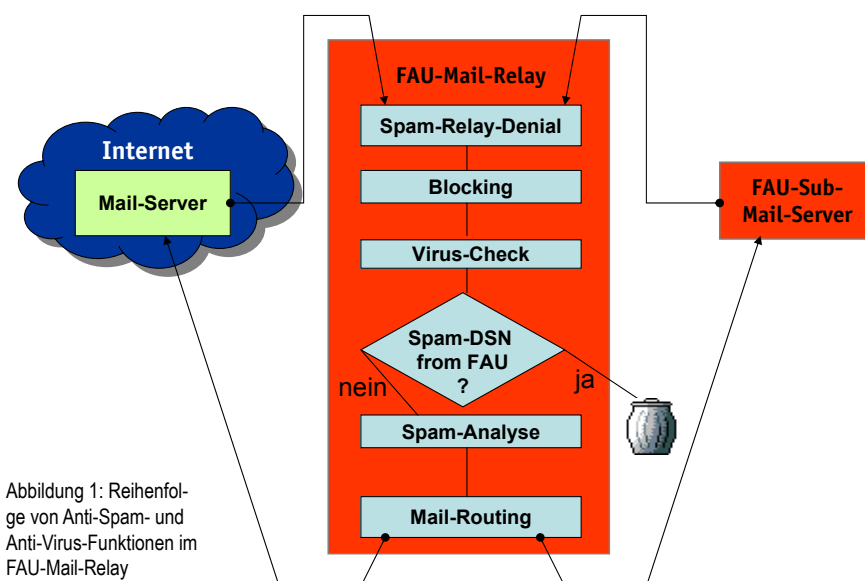 FAU-Mail-Relay
Spam-Relay-Denial
Internet
Mail-Server
Blocking
FAU-Sub-
Mail-Server
Virus-Check
Spam-DSN
from FAU
?
nein
ja
Spam-Analyse
Mail-Routing
Abbildung 1: Reihenfol-
ge von Anti-Spam- und
Anti-Virus-Funktionen im
FAU-Mail-Relay